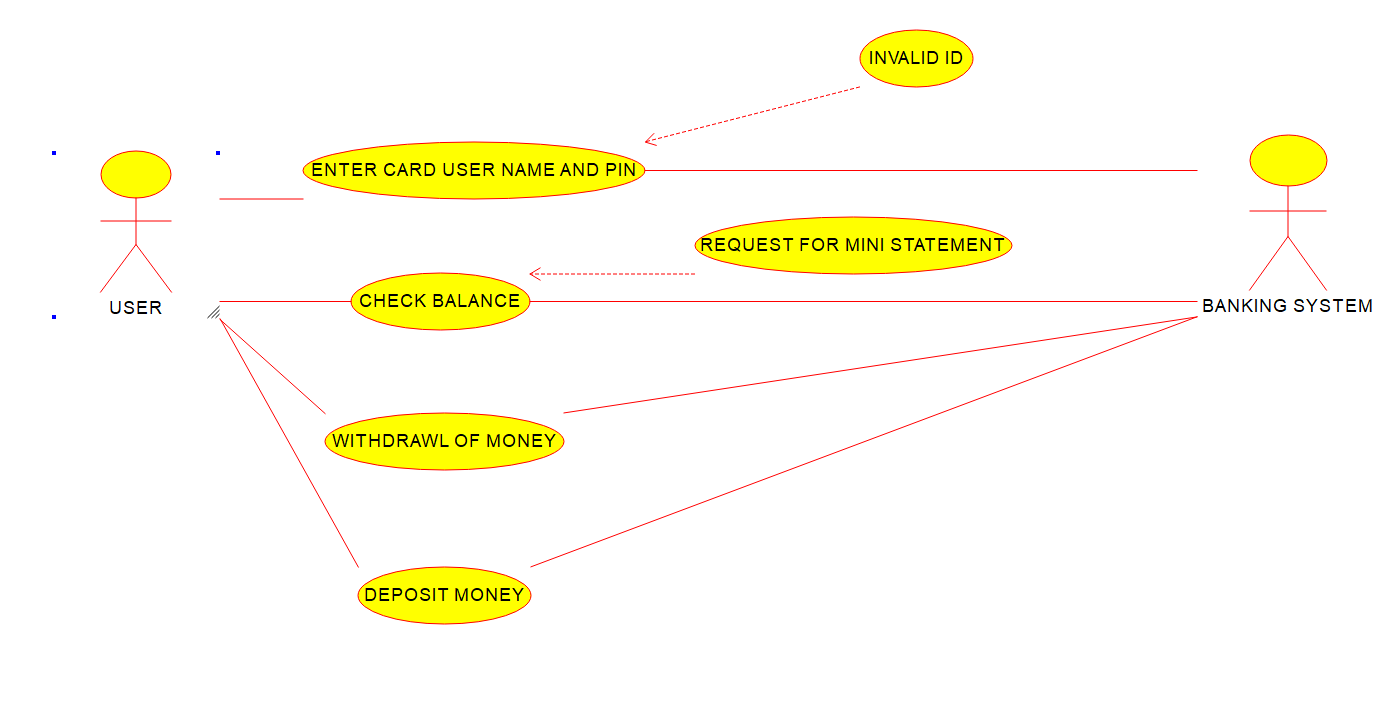 INVALID ID
ENTER CARD USER NAME AND PIN
REQUEST FOR MINI STATEMENT
CHECK BALANCE
USER
BANKING SYSTEM
WITHDRAWL OF MONEY
DEPOSIT MONEY